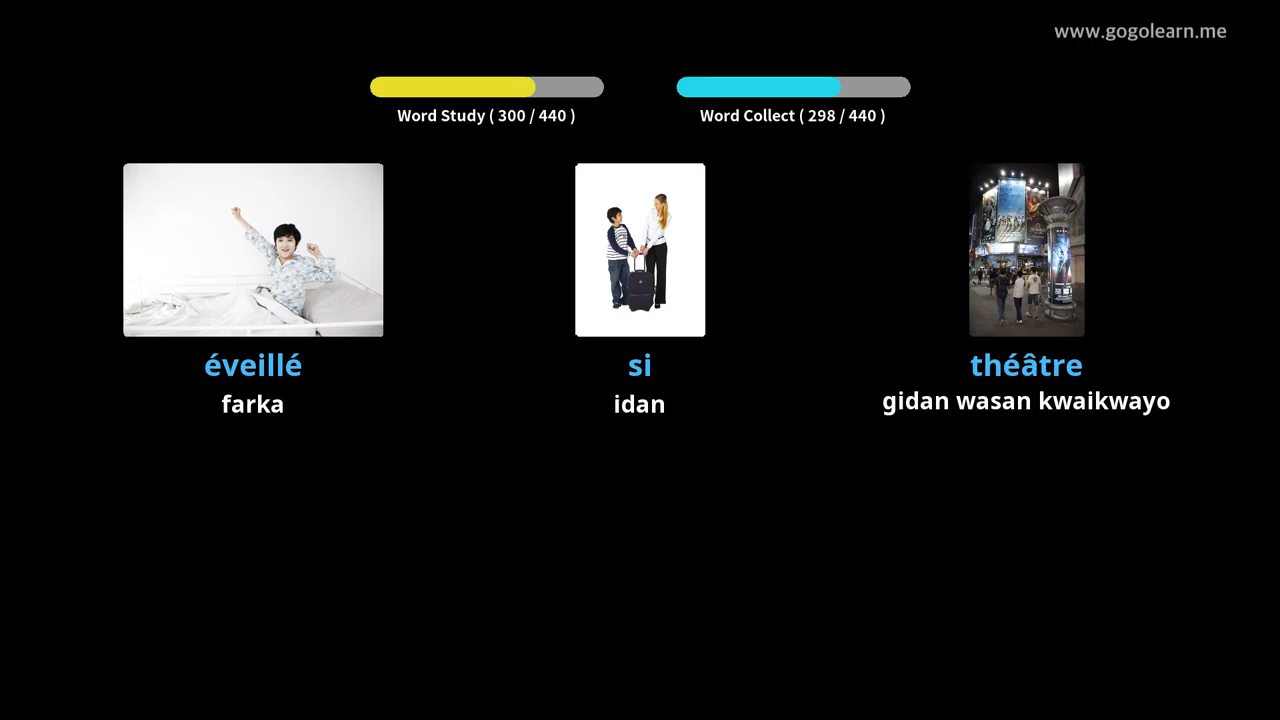 www.gogolearn.me
Word Study ( 300 / 440 )
Word Collect ( 298 / 440 )
éveillé
farka
si
idan
théâtre
gidan wasan kwaikwayo